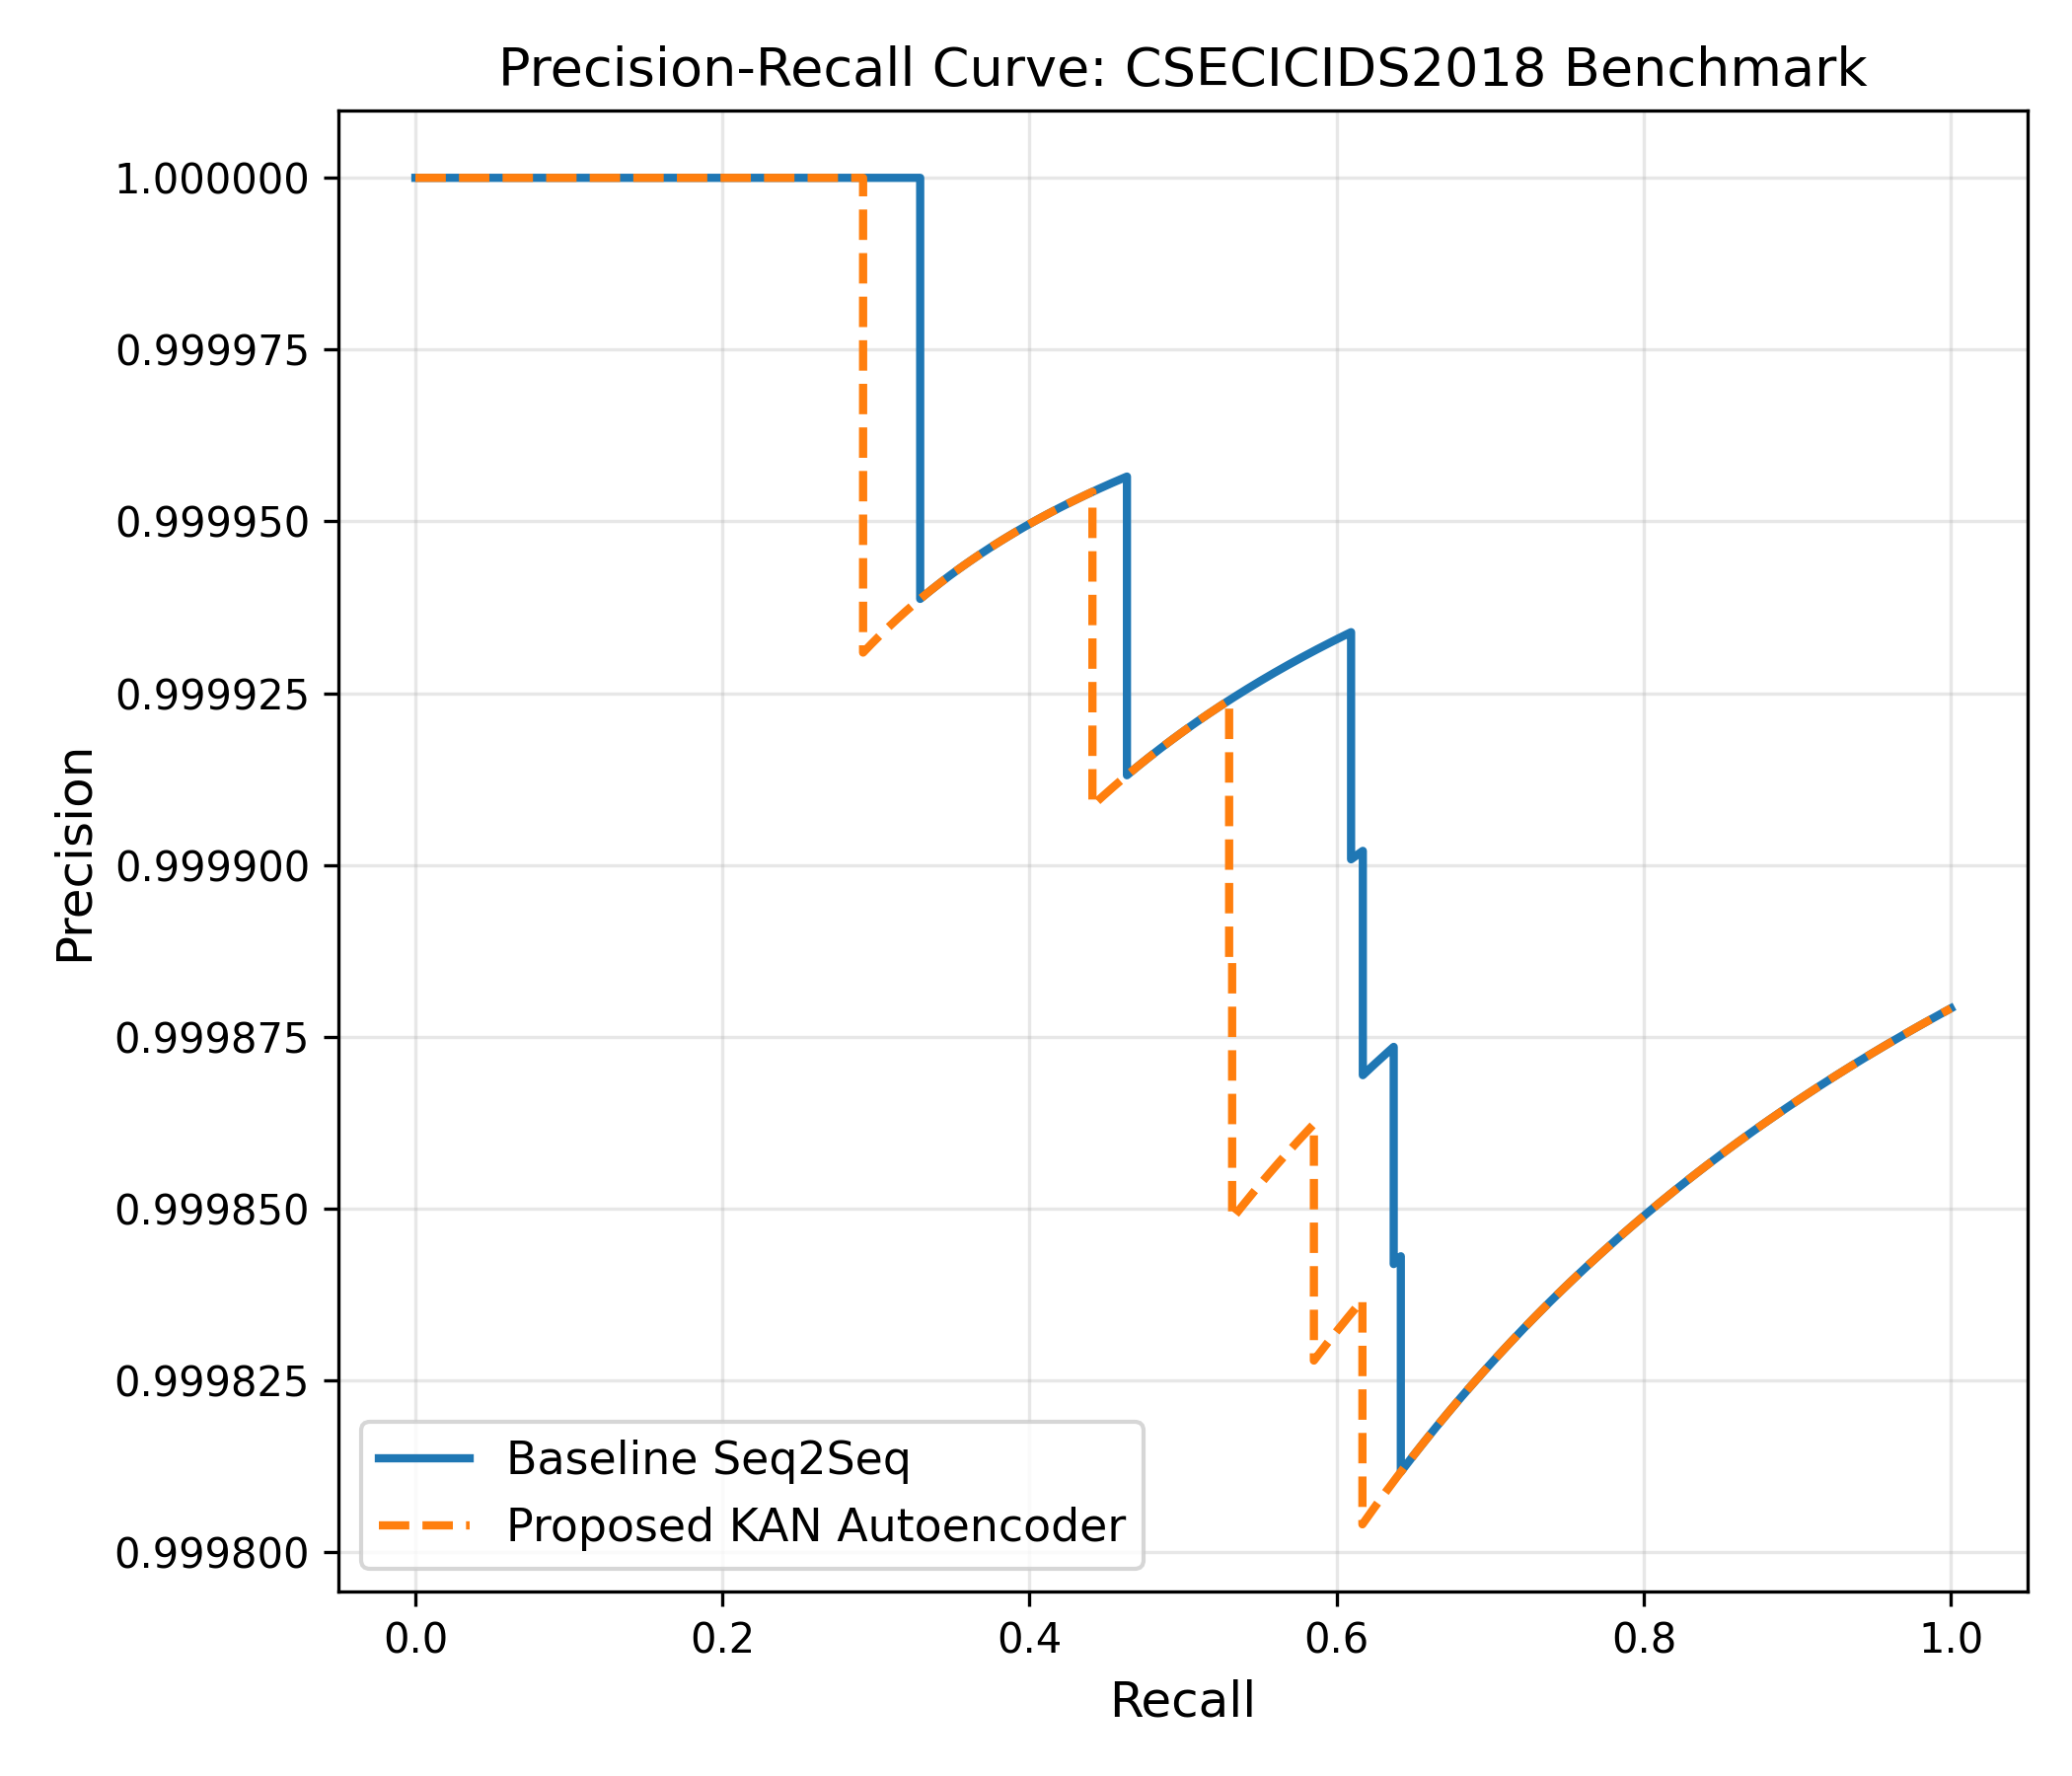 Precision-Recall Curve: CSECICIDS2018 Benchmark
1.000000
0.999975
0.999950
0.999925
0.999900
0.999875
0.999850
0.999825
0.999800
Precision
Baseline Seq2Seq
Proposed KAN Autoencoder
0.0 0.2 0.4 0.6 0.8 1.0
Recall